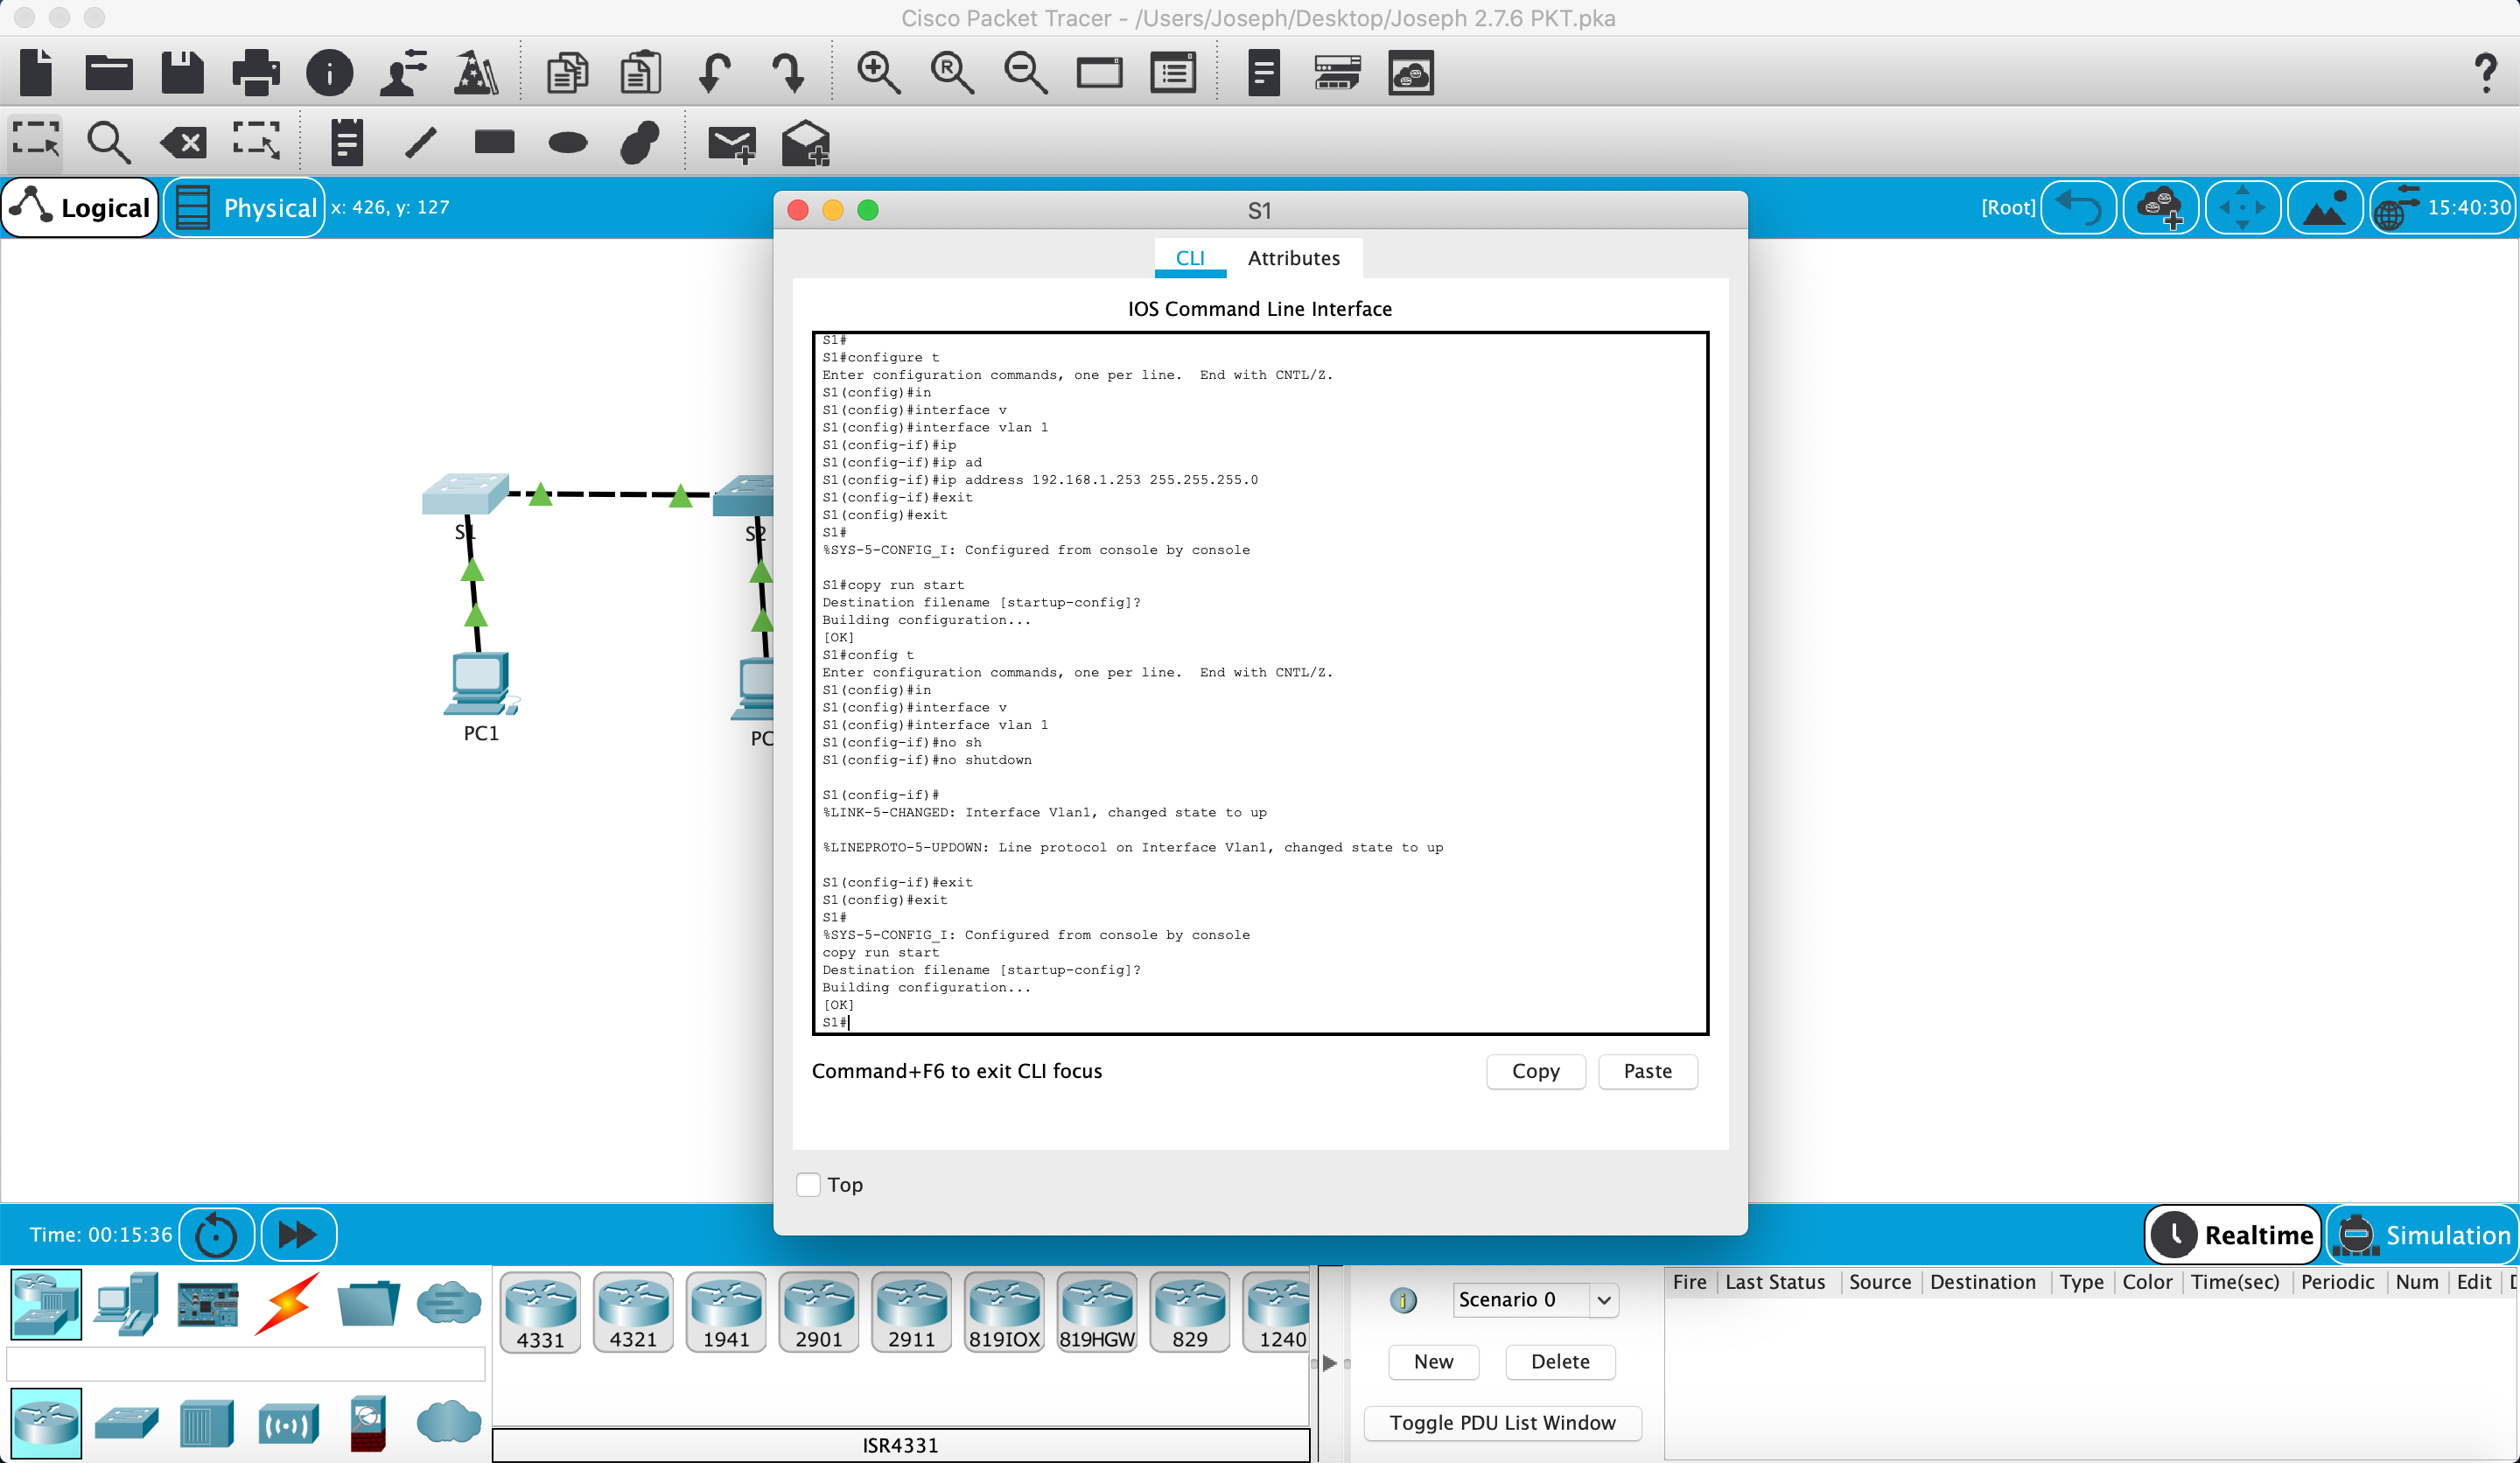 Cisco Packet Tracer - /Users/Joseph/Desktop/Joseph 2.7.6 PKT.pka
Logical
Physical
x: 426, y: 127
[Root]
15:40:30
S1
CLI
Attributes
IOS Command Line Interface
S1#
S1#configure t
Enter configuration commands, one per line.  End with CNTL/Z.
S1(config)#in
S1(config)#interface v
S1(config)#interface vlan 1
S1(config-if)#ip
S1(config-if)#ip ad
S1(config-if)#ip address 192.168.1.253 255.255.255.0
S1(config-if)#exit
S1(config)#exit
S1#
%SYS-5-CONFIG_I: Configured from console by console
S1#copy run start
Destination filename [startup-config]?
Building configuration...
[OK]
S1#config t
Enter configuration commands, one per line.  End with CNTL/Z.
S1(config)#in
S1(config)#interface v
S1(config)#interface vlan 1
S1(config-if)#no sh
S1(config-if)#no shutdown
S1(config-if)#
%LINK-5-CHANGED: Interface Vlan1, changed state to up
%LINEPROTO-5-UPDOWN: Line protocol on Interface Vlan1, changed state to up
S1(config-if)#exit
S1(config)#exit
S1#
%SYS-5-CONFIG_I: Configured from console by console
copy run start
Destination filename [startup-config]?
Building configuration...
[OK]
S1#
Command+F6 to exit CLI focus
Copy
Paste
Top
S1
S2
PC1
PC
Time: 00:15:36
Realtime
Simulation
4331
4321
1941
2901
2911
819IOX
819HGW
829
1240
ISR4331
Scenario 0
New
Delete
Toggle PDU List Window
Fire
Last Status
Source
Destination
Type
Color
Time(sec)
Periodic
Num
Edit